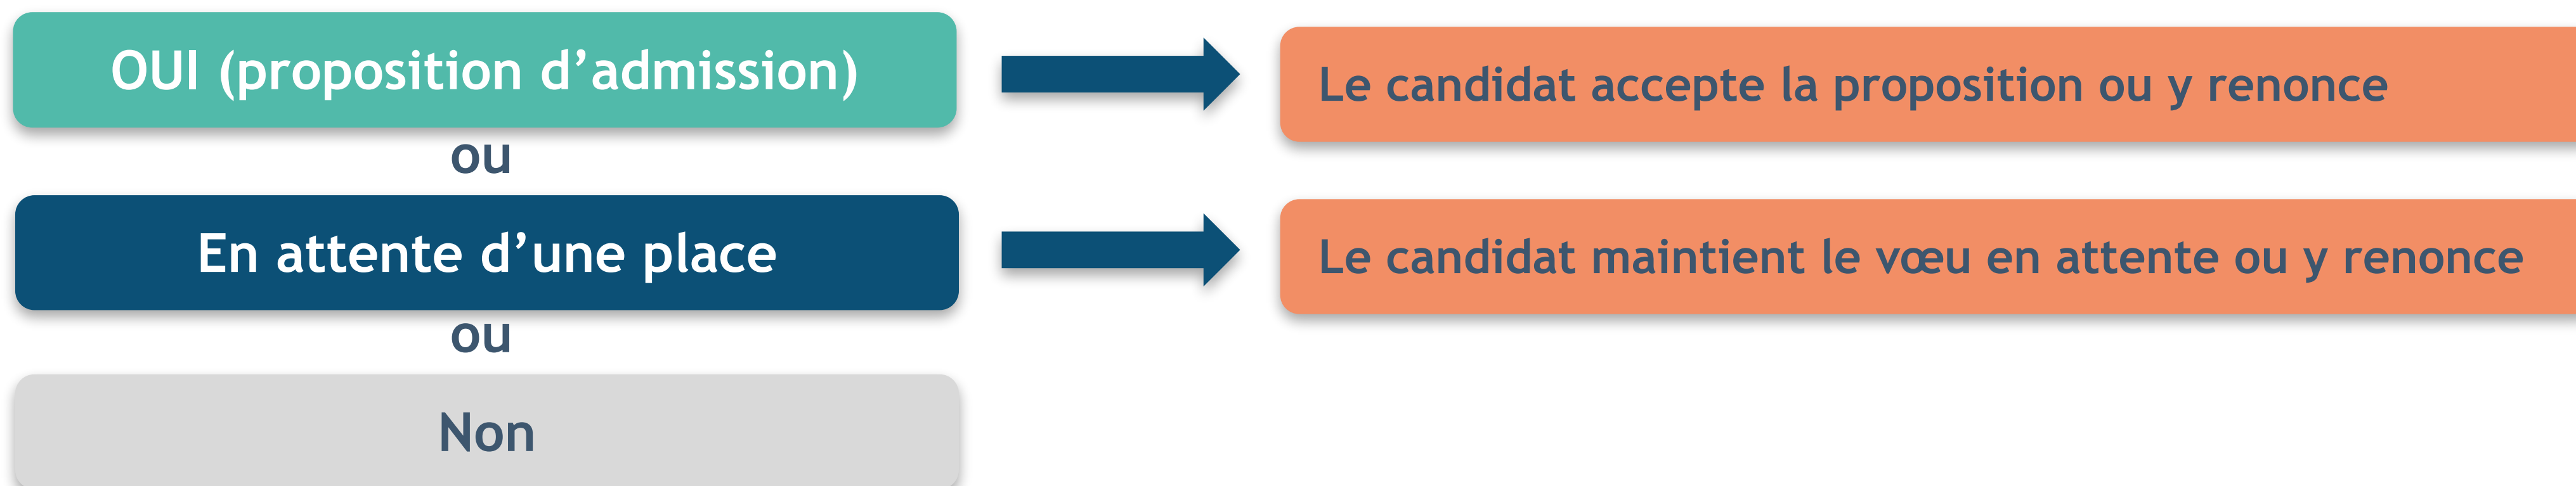 OUI (proposition d’admission)
Le candidat accepte la proposition ou y renonce
ou
En attente d’une place
Le candidat maintient le vœu en attente ou y renonce
ou
Non